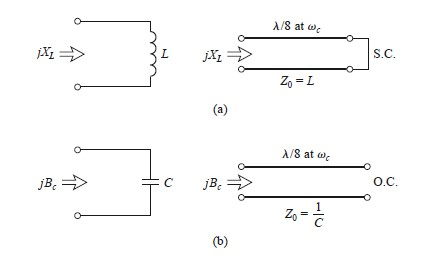 λ/8 at ω_c
jX_L L jX_L S.C.
Z_0 = L
(a)
λ/8 at ω_c
jB_c C jB_c O.C.
Z_0 = 1/C
(b)